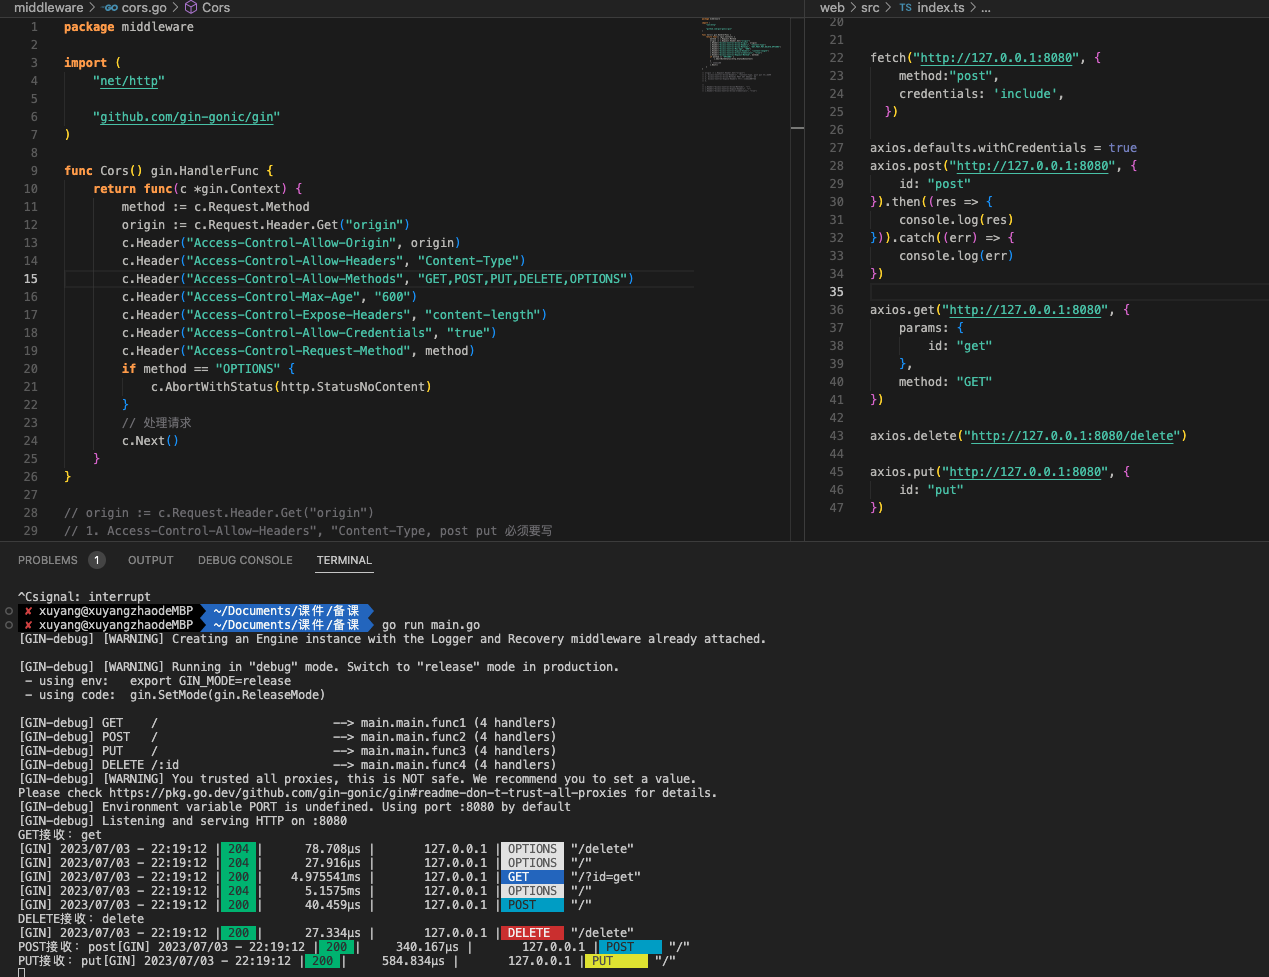 middleware > GO cors.go > Cors
1 package middleware
2
3 import (
4 "net/http"
5
6 "github.com/gin-gonic/gin"
7 )
8
9 func Cors() gin.HandlerFunc {
10 return func(c *gin.Context) {
11 method := c.Request.Method
12 origin := c.Request.Header.Get("origin")
13 c.Header("Access-Control-Allow-Origin", origin)
14 c.Header("Access-Control-Allow-Headers", "Content-Type")
15 c.Header("Access-Control-Allow-Methods", "GET,POST,PUT,DELETE,OPTIONS")
16 c.Header("Access-Control-Max-Age", "600")
17 c.Header("Access-Control-Expose-Headers", "content-length")
18 c.Header("Access-Control-Allow-Credentials", "true")
19 c.Header("Access-Control-Request-Method", method)
20 if method == "OPTIONS" {
21 c.AbortWithStatus(http.StatusNoContent)
22 }
23 // 处理请求
24 c.Next()
25 }
26 }
27
28 // origin := c.Request.Header.Get("origin")
29 // 1. Access-Control-Allow-Headers", "Content-Type, post put 必须要写
web > src > TS index.ts > ...
20
21
22 fetch("http://127.0.0.1:8080", {
23 method:"post",
24 credentials: 'include',
25 })
26
27 axios.defaults.withCredentials = true
28 axios.post("http://127.0.0.1:8080", {
29 id: "post"
30 }).then((res => {
31 console.log(res)
32 })).catch((err) => {
33 console.log(err)
34 })
35
36 axios.get("http://127.0.0.1:8080", {
37 params: {
38 id: "get"
39 },
40 method: "GET"
41 })
42
43 axios.delete("http://127.0.0.1:8080/delete")
44
45 axios.put("http://127.0.0.1:8080", {
46 id: "put"
47 })
PROBLEMS 1 OUTPUT DEBUG CONSOLE TERMINAL
^Csignal: interrupt
✘ xuyang@xuyangzhaodeMBP ~/Documents/课件/备课
✘ xuyang@xuyangzhaodeMBP ~/Documents/课件/备课 go run main.go
[GIN-debug] [WARNING] Creating an Engine instance with the Logger and Recovery middleware already attached.
[GIN-debug] [WARNING] Running in "debug" mode. Switch to "release" mode in production.
- using env: export GIN_MODE=release
- using code: gin.SetMode(gin.ReleaseMode)
[GIN-debug] GET / --> main.main.func1 (4 handlers)
[GIN-debug] POST / --> main.main.func2 (4 handlers)
[GIN-debug] PUT / --> main.main.func3 (4 handlers)
[GIN-debug] DELETE /:id --> main.main.func4 (4 handlers)
[GIN-debug] [WARNING] You trusted all proxies, this is NOT safe. We recommend you to set a value.
Please check https://pkg.go.dev/github.com/gin-gonic/gin#readme-don-t-trust-all-proxies for details.
[GIN-debug] Environment variable PORT is undefined. Using port :8080 by default
[GIN-debug] Listening and serving HTTP on :8080
GET接收: get
[GIN] 2023/07/03 - 22:19:12 | 204 | 78.708µs | 127.0.0.1 | OPTIONS "/delete"
[GIN] 2023/07/03 - 22:19:12 | 204 | 27.916µs | 127.0.0.1 | OPTIONS "/"
[GIN] 2023/07/03 - 22:19:12 | 200 | 4.975541ms | 127.0.0.1 | GET "/?id=get"
[GIN] 2023/07/03 - 22:19:12 | 204 | 5.1575ms | 127.0.0.1 | OPTIONS "/"
[GIN] 2023/07/03 - 22:19:12 | 200 | 40.459µs | 127.0.0.1 | POST "/"
DELETE接收: delete
[GIN] 2023/07/03 - 22:19:12 | 200 | 27.334µs | 127.0.0.1 | DELETE "/delete"
POST接收: post[GIN] 2023/07/03 - 22:19:12 | 200 | 340.167µs | 127.0.0.1 | POST "/"
PUT接收: put[GIN] 2023/07/03 - 22:19:12 | 200 | 584.834µs | 127.0.0.1 | PUT "/"